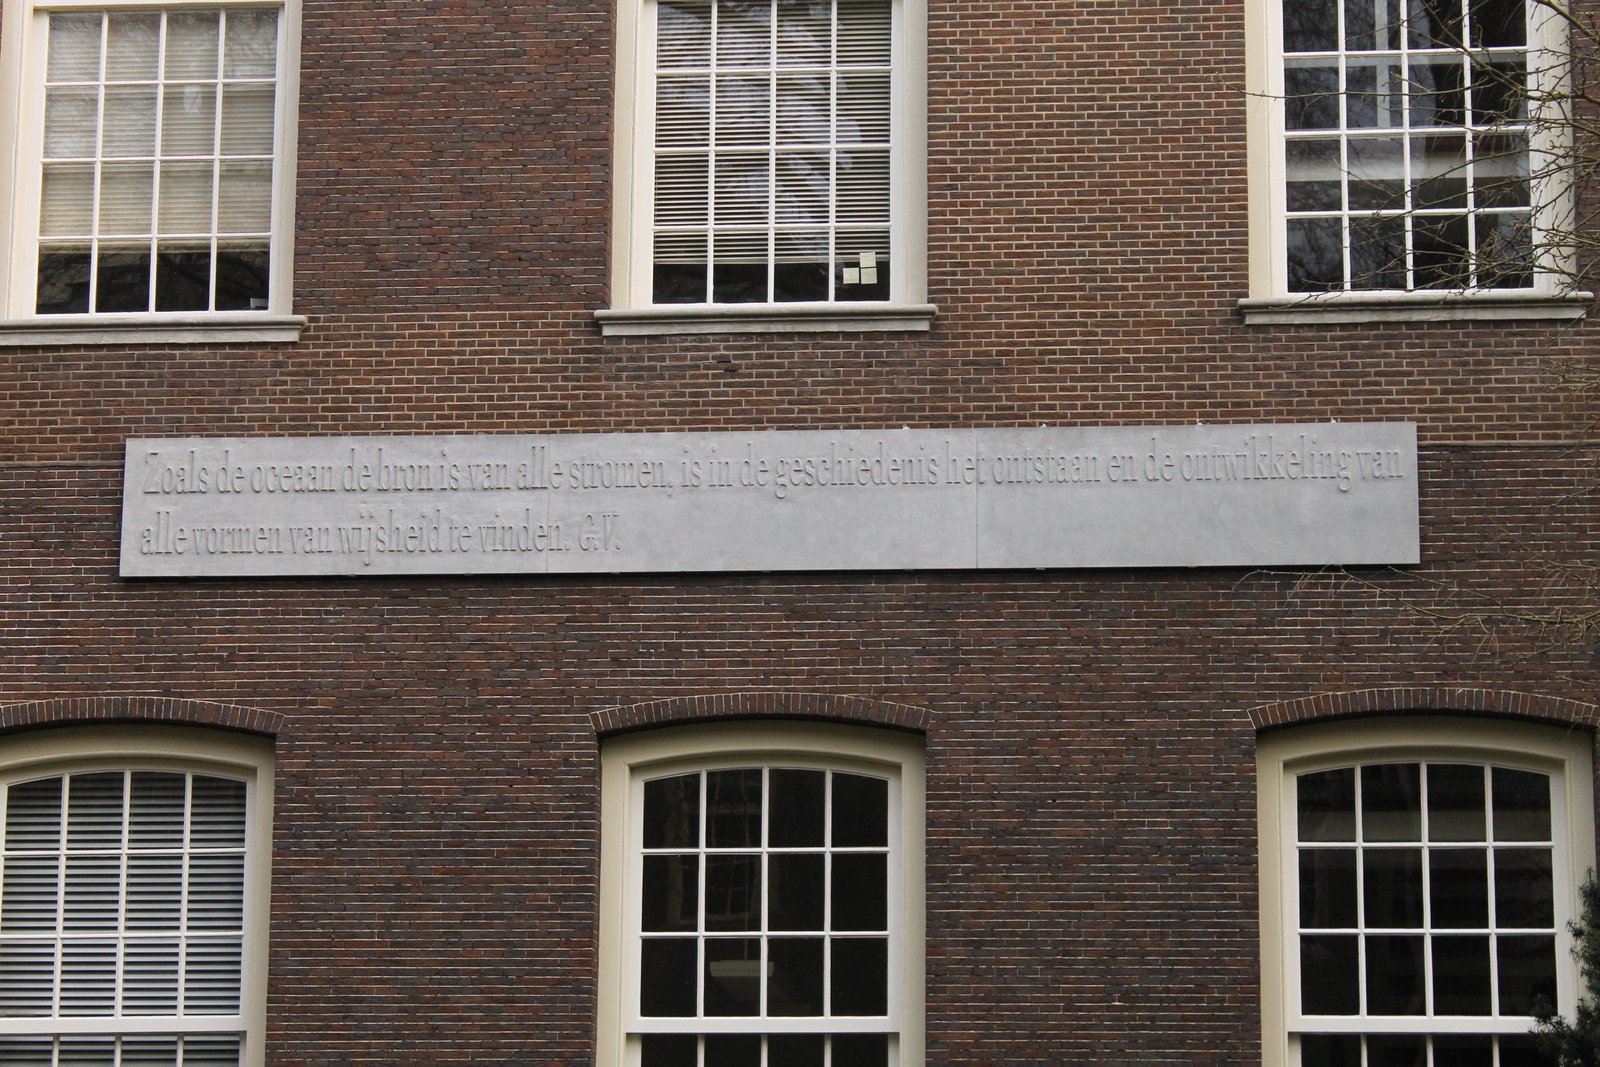 Zoals de oceaan de bron is van alle stromen, is in de geschiedenis het ontstaan en de ontwikkeling van
alle vormen van wijsheid te vinden. G.V.